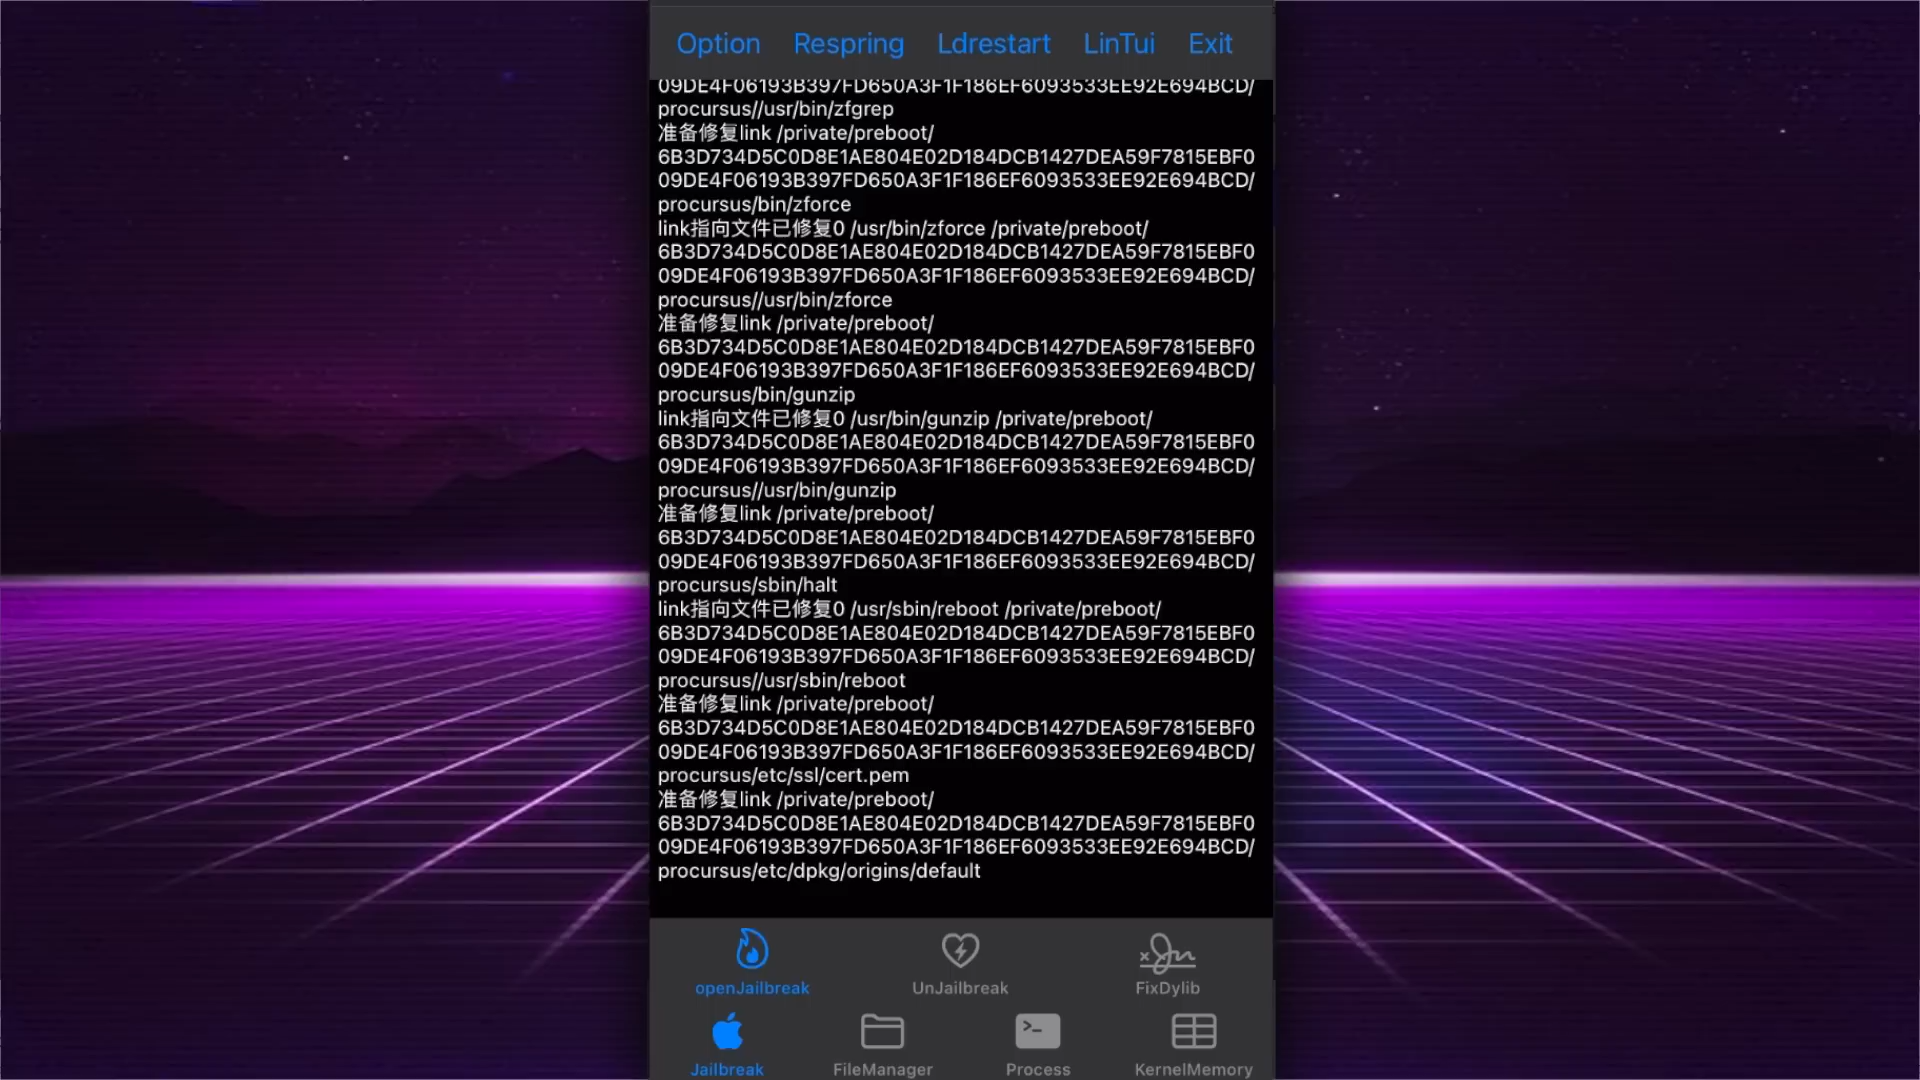 Option Respring Ldrestart LinTui Exit
09DE4F06193B397FD650A3F1F186EF6093533EE92E694BCD/
procursus//usr/bin/zfgrep
准备修复link /private/preboot/
6B3D734D5C0D8E1AE804E02D184DCB1427DEA59F7815EBF0
09DE4F06193B397FD650A3F1F186EF6093533EE92E694BCD/
procursus/bin/zforce
link指向文件已修复0 /usr/bin/zforce /private/preboot/
6B3D734D5C0D8E1AE804E02D184DCB1427DEA59F7815EBF0
09DE4F06193B397FD650A3F1F186EF6093533EE92E694BCD/
procursus//usr/bin/zforce
准备修复link /private/preboot/
6B3D734D5C0D8E1AE804E02D184DCB1427DEA59F7815EBF0
09DE4F06193B397FD650A3F1F186EF6093533EE92E694BCD/
procursus/bin/gunzip
link指向文件已修复0 /usr/bin/gunzip /private/preboot/
6B3D734D5C0D8E1AE804E02D184DCB1427DEA59F7815EBF0
09DE4F06193B397FD650A3F1F186EF6093533EE92E694BCD/
procursus//usr/bin/gunzip
准备修复link /private/preboot/
6B3D734D5C0D8E1AE804E02D184DCB1427DEA59F7815EBF0
09DE4F06193B397FD650A3F1F186EF6093533EE92E694BCD/
procursus/sbin/halt
link指向文件已修复0 /usr/sbin/reboot /private/preboot/
6B3D734D5C0D8E1AE804E02D184DCB1427DEA59F7815EBF0
09DE4F06193B397FD650A3F1F186EF6093533EE92E694BCD/
procursus//usr/sbin/reboot
准备修复link /private/preboot/
6B3D734D5C0D8E1AE804E02D184DCB1427DEA59F7815EBF0
09DE4F06193B397FD650A3F1F186EF6093533EE92E694BCD/
procursus/etc/ssl/cert.pem
准备修复link /private/preboot/
6B3D734D5C0D8E1AE804E02D184DCB1427DEA59F7815EBF0
09DE4F06193B397FD650A3F1F186EF6093533EE92E694BCD/
procursus/etc/dpkg/origins/default
openJailbreak UnJailbreak FixDylib
Jailbreak FileManager Process KernelMemory